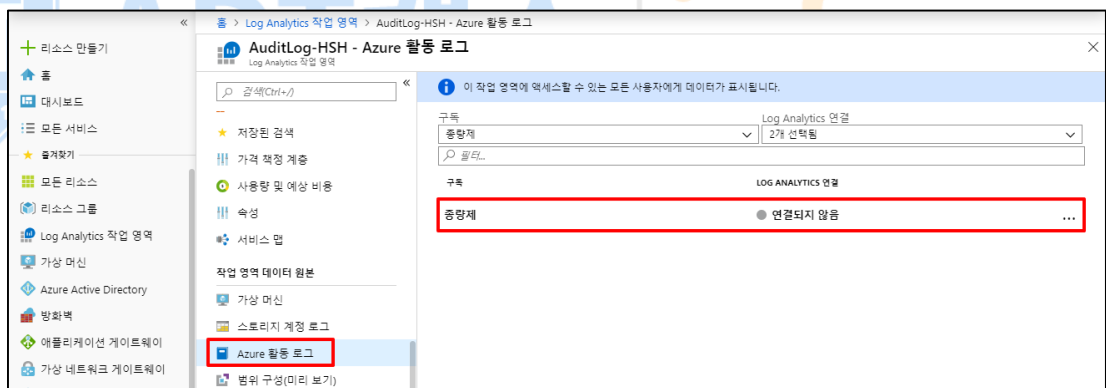 홈 > Log Analytics 작업 영역 > AuditLog-HSH - Azure 활동 로그
AuditLog-HSH - Azure 활동 로그
Log Analytics 작업 영역
리소스 만들기
홈
대시보드
모든 서비스
즐겨찾기
모든 리소스
리소스 그룹
Log Analytics 작업 영역
가상 머신
Azure Active Directory
방화벽
애플리케이션 게이트웨이
가상 네트워크 게이트웨이
검색(Ctrl+/)
저장된 검색
가격 책정 계층
사용량 및 예상 비용
속성
서비스 맵
작업 영역 데이터 원본
가상 머신
스토리지 계정 로그
Azure 활동 로그
범위 구성(미리 보기)
이 작업 영역에 액세스할 수 있는 모든 사용자에게 데이터가 표시됩니다.
구독 Log Analytics 연결
종량제 2개 선택됨
필터...
구독 LOG ANALYTICS 연결
종량제 연결되지 않음 ...